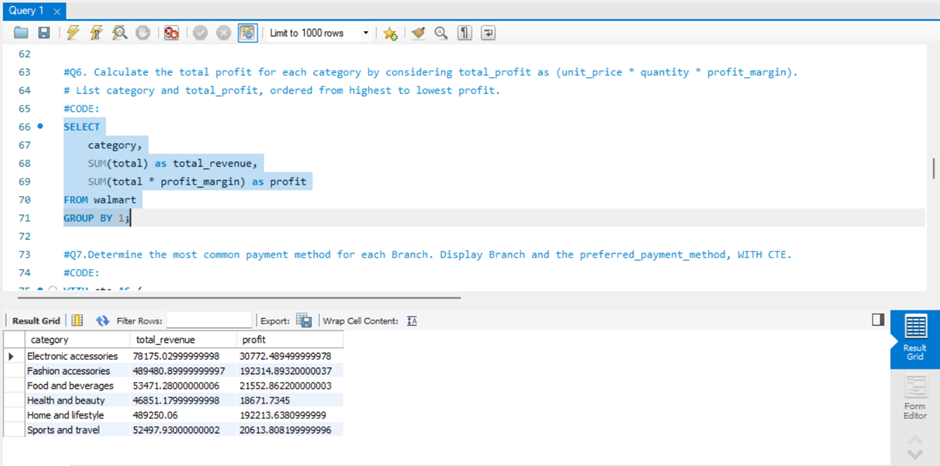 Query 1
Limit to 1000 rows
62
63 #Q6. Calculate the total profit for each category by considering total_profit as (unit_price * quantity * profit_margin).
64 # List category and total_profit, ordered from highest to lowest profit.
65 #CODE:
66 SELECT
67 category,
68 SUM(total) as total_revenue,
69 SUM(total * profit_margin) as profit
70 FROM walmart
71 GROUP BY 1;
72
73 #Q7.Determine the most common payment method for each Branch. Display Branch and the preferred_payment_method, WITH CTE.
74 #CODE:
75 WITH cte AS (
Result Grid Filter Rows: Export: Wrap Cell Content:
category total_revenue profit
Electronic accessories 78175.02999999998 30772.489499999978
Fashion accessories 489480.89999999997 192314.89320000037
Food and beverages 53471.28000000006 21552.862200000003
Health and beauty 46851.17999999998 18671.7345
Home and lifestyle 489250.06 192213.6380999999
Sports and travel 52497.93000000002 20613.808199999996
Result
Grid
Form
Editor